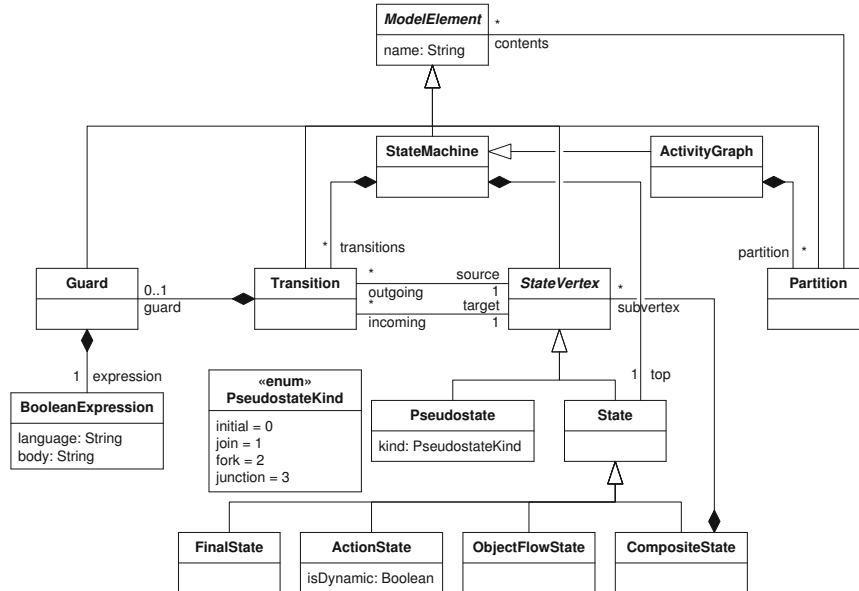 ModelElement
name: String
*
contents
StateMachine
ActivityGraph
* transitions
partition *
Guard
0..1
guard
Transition
*
outgoing
source
1
*
incoming
target
1
StateVertex
*
subvertex
Partition
1 expression
1 top
BooleanExpression
language: String
body: String
«enum»
PseudostateKind
initial = 0
join = 1
fork = 2
junction = 3
Pseudostate
kind: PseudostateKind
State
FinalState
ActionState
isDynamic: Boolean
ObjectFlowState
CompositeState